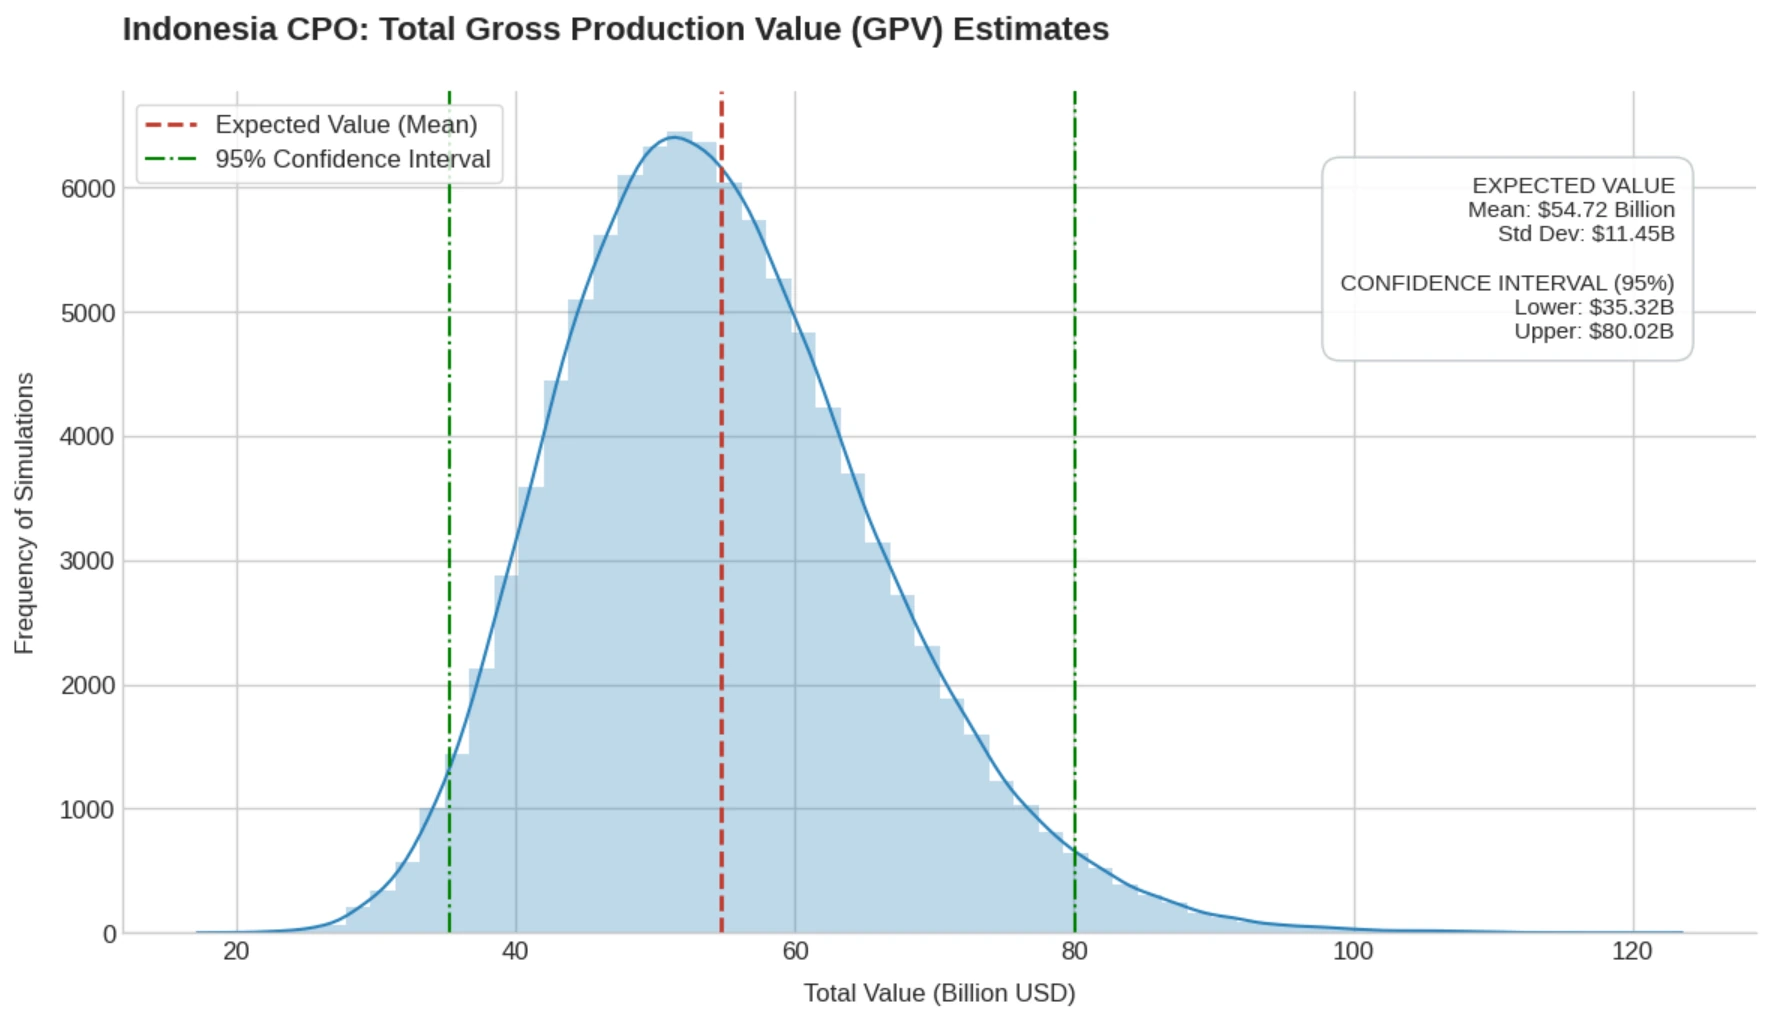 Indonesia CPO: Total Gross Production Value (GPV) Estimates
Expected Value (Mean)
95% Confidence Interval
EXPECTED VALUE
Mean: $54.72 Billion
Std Dev: $11.45B
CONFIDENCE INTERVAL (95%)
Lower: $35.32B
Upper: $80.02B
Frequency of Simulations
6000
5000
4000
3000
2000
1000
0
20
40
60
80
100
120
Total Value (Billion USD)